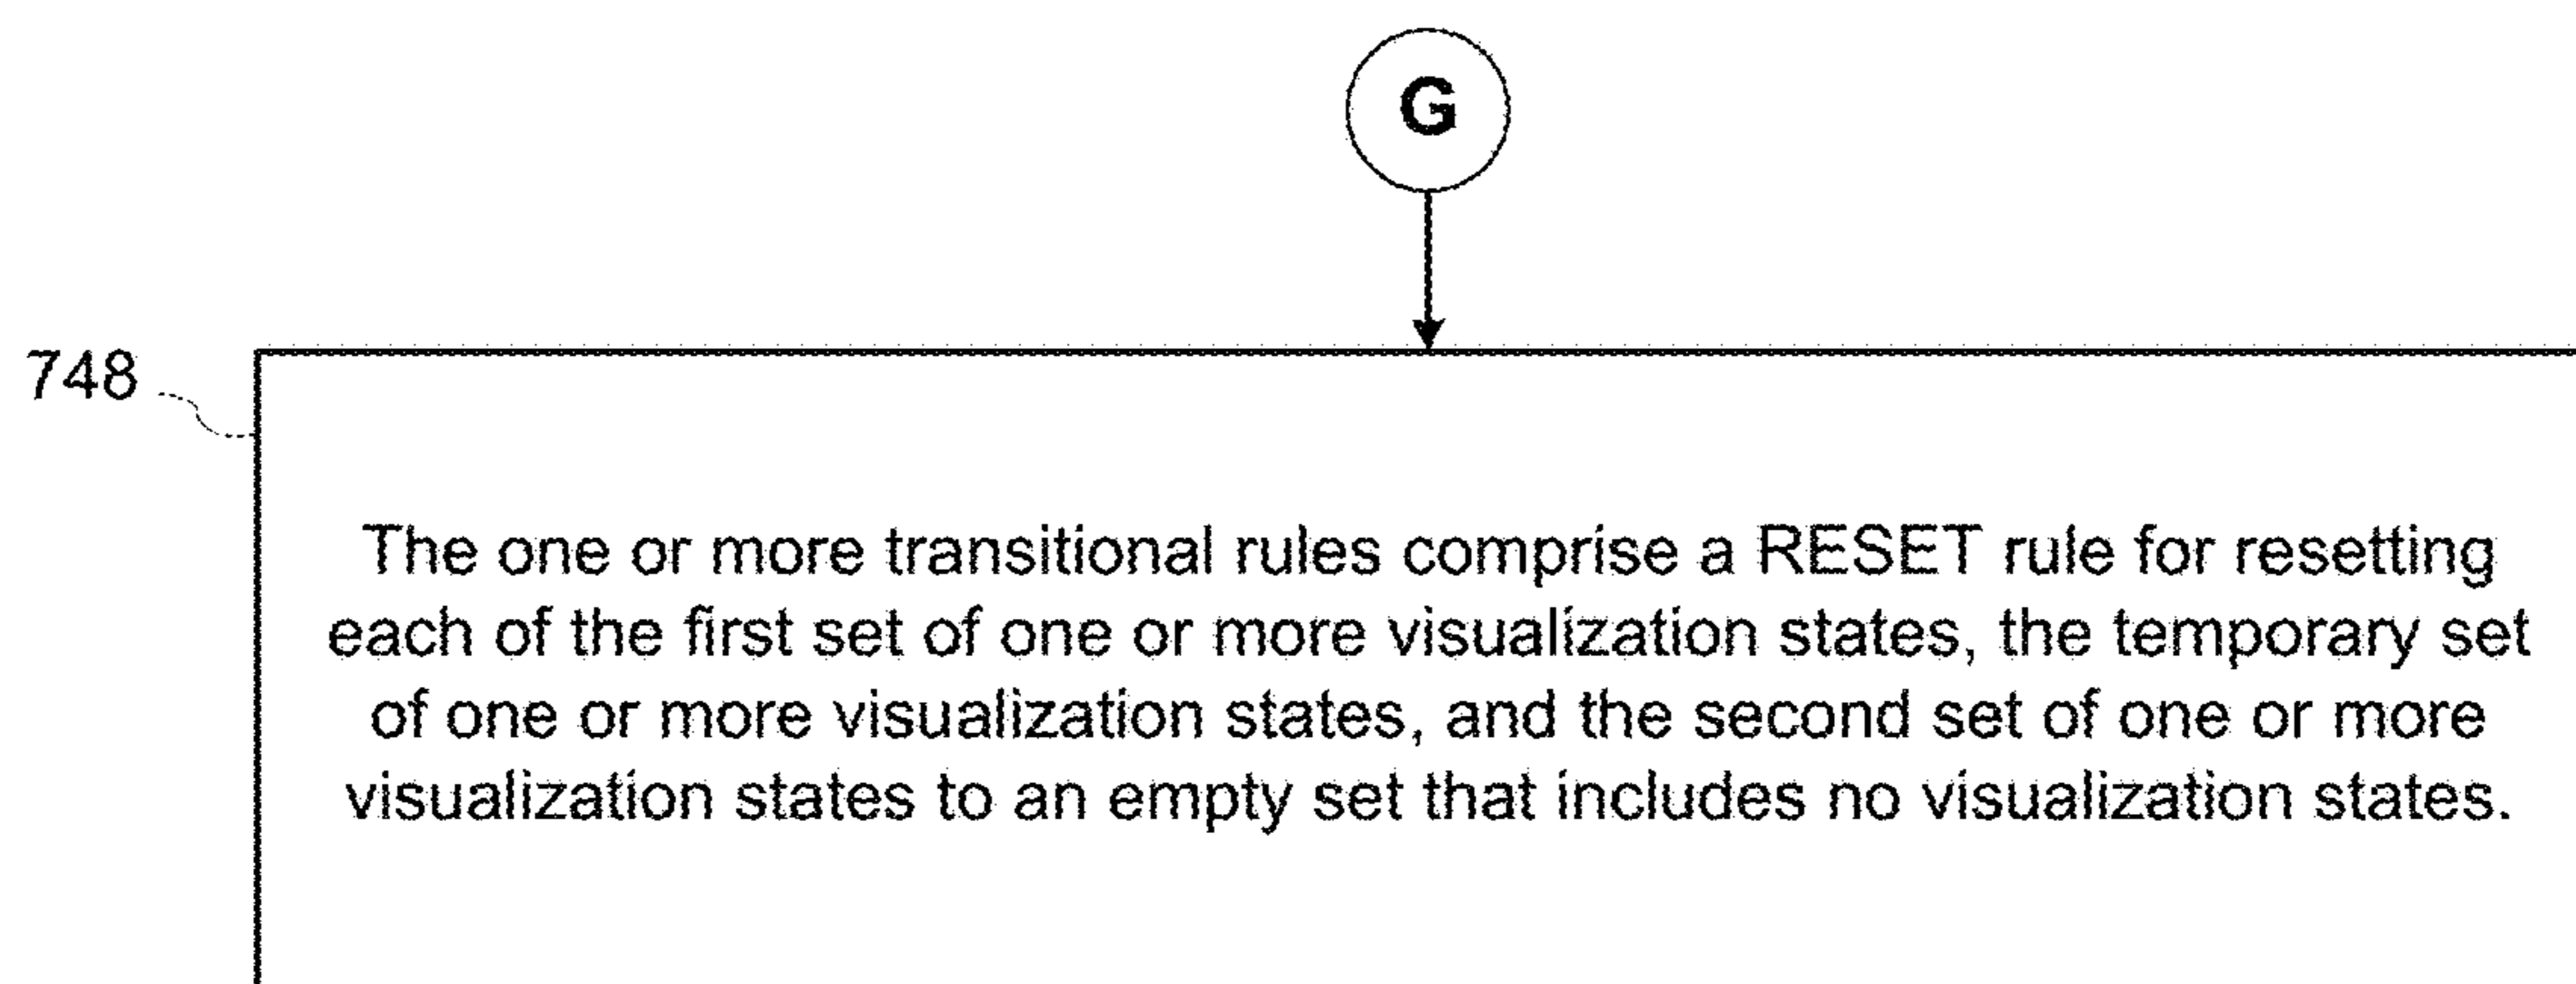 G
748
The one or more transitional rules comprise a RESET rule for resetting
each of the first set of one or more visualization states, the temporary set
of one or more visualization states, and the second set of one or more
visualization states to an empty set that includes no visualization states.